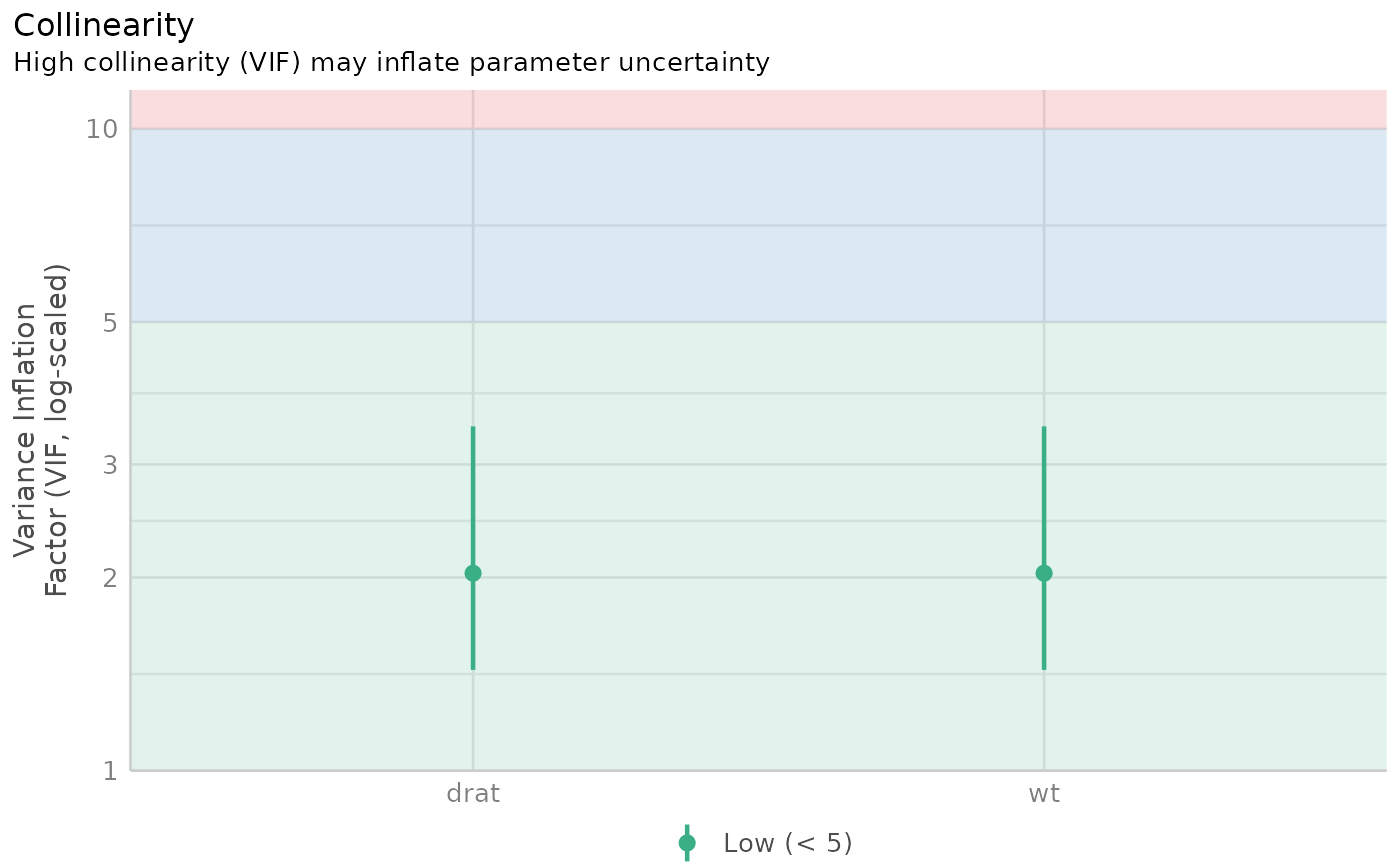 Collinearity
High collinearity (VIF) may inflate parameter uncertainty
Variance Inflation
Factor (VIF, log-scaled)
10
5
3
2
1
drat
wt
Low (< 5)